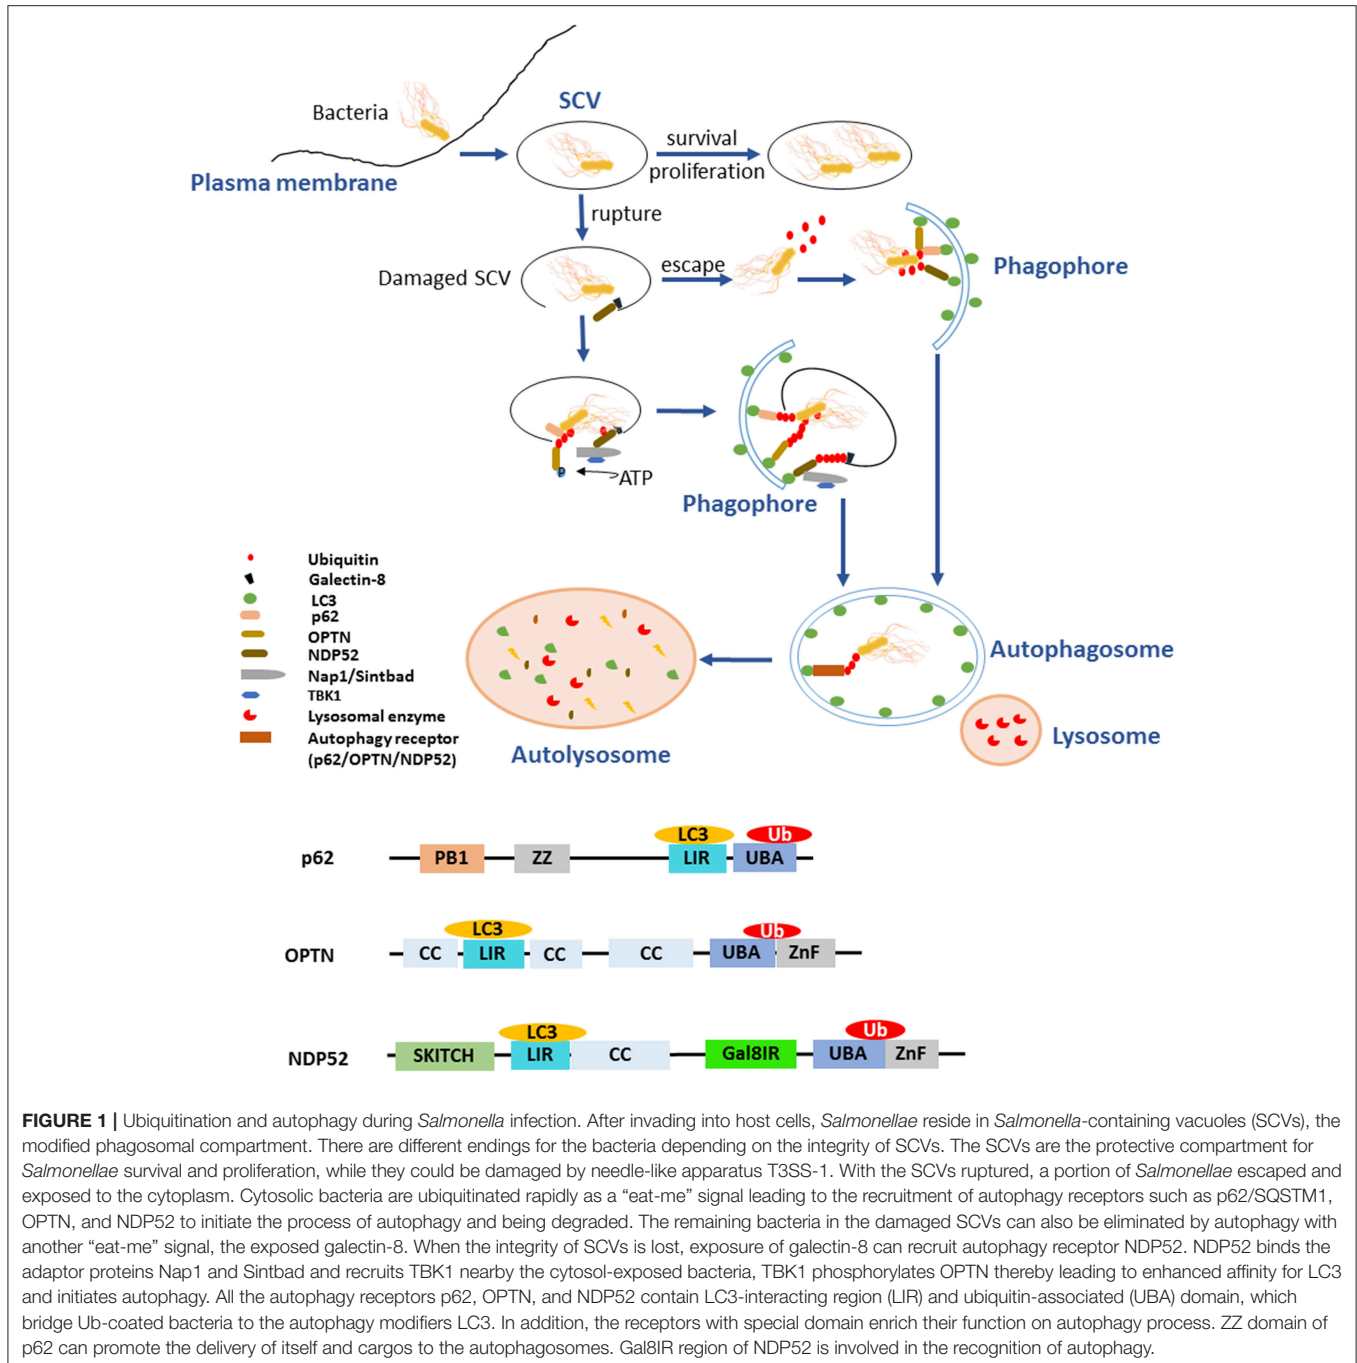 Bacteria
SCV
survival
proliferation
Plasma membrane
rupture
Damaged SCV
escape
Phagophore
P
ATP
Phagophore
Ubiquitin
Galectin-8
LC3
p62
OPTN
NDP52
Nap1/Sintbad
TBK1
Lysosomal enzyme
Autophagy receptor
(p62/OPTN/NDP52)
Autophagosome
Lysosome
Autolysosome
LC3 Ub
p62 PB1 ZZ LIR UBA
LC3 Ub
OPTN CC LIR CC CC UBA ZnF
LC3 Ub
NDP52 SKITCH LIR CC Gal8IR UBA ZnF
FIGURE 1 | Ubiquitination and autophagy during Salmonella infection. After invading into host cells, Salmonellae reside in Salmonella-containing vacuoles (SCVs), the
modified phagosomal compartment. There are different endings for the bacteria depending on the integrity of SCVs. The SCVs are the protective compartment for
Salmonellae survival and proliferation, while they could be damaged by needle-like apparatus T3SS-1. With the SCVs ruptured, a portion of Salmonellae escaped and
exposed to the cytoplasm. Cytosolic bacteria are ubiquitinated rapidly as a “eat-me” signal leading to the recruitment of autophagy receptors such as p62/SQSTM1,
OPTN, and NDP52 to initiate the process of autophagy and being degraded. The remaining bacteria in the damaged SCVs can also be eliminated by autophagy with
another “eat-me” signal, the exposed galectin-8. When the integrity of SCVs is lost, exposure of galectin-8 can recruit autophagy receptor NDP52. NDP52 binds the
adaptor proteins Nap1 and Sintbad and recruits TBK1 nearby the cytosol-exposed bacteria, TBK1 phosphorylates OPTN thereby leading to enhanced affinity for LC3
and initiates autophagy. All the autophagy receptors p62, OPTN, and NDP52 contain LC3-interacting region (LIR) and ubiquitin-associated (UBA) domain, which
bridge Ub-coated bacteria to the autophagy modifiers LC3. In addition, the receptors with special domain enrich their function on autophagy process. ZZ domain of
p62 can promote the delivery of itself and cargos to the autophagosomes. Gal8IR region of NDP52 is involved in the recognition of autophagy.